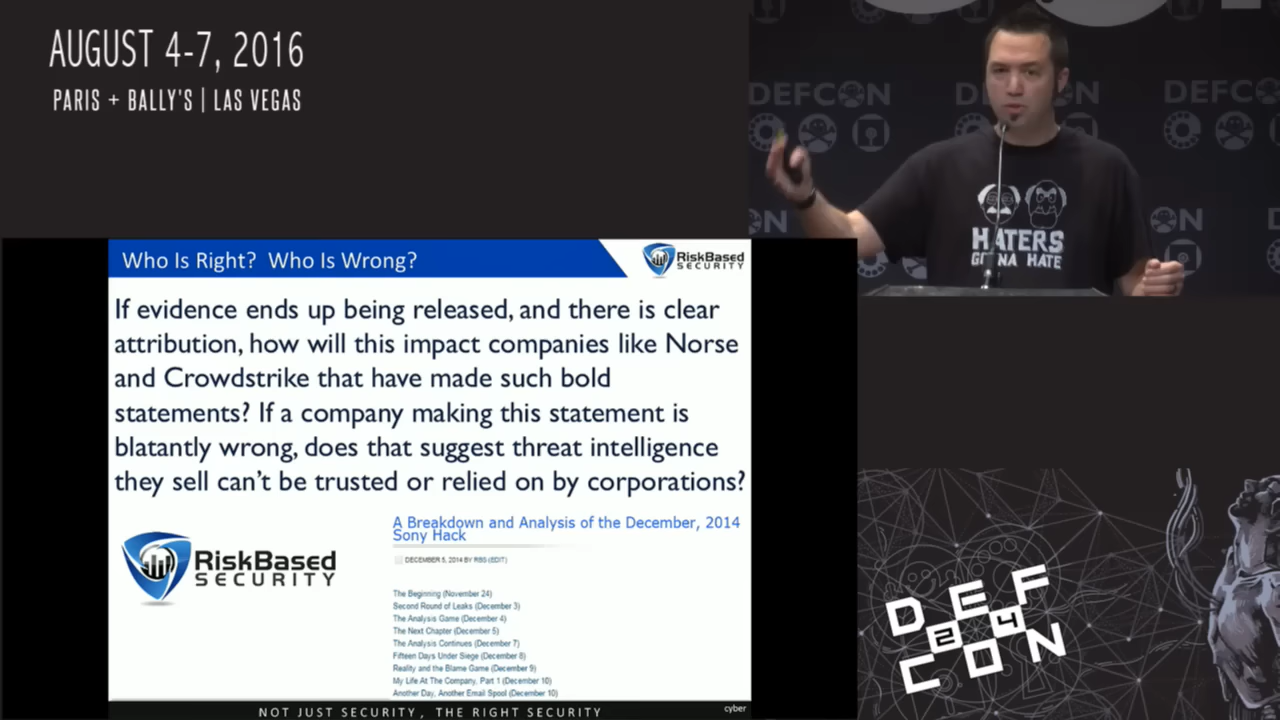 AUGUST 4-7, 2016
PARIS + BALLY'S | LAS VEGAS
DEFCON
DEFCON
HATERS
GONNA HATE
Who Is Right? Who Is Wrong?
RiskBased
SECURITY
If evidence ends up being released, and there is clear
attribution, how will this impact companies like Norse
and Crowdstrike that have made such bold
statements? If a company making this statement is
blatantly wrong, does that suggest threat intelligence
they sell can't be trusted or relied on by corporations?
RiskBased
SECURITY
A Breakdown and Analysis of the December, 2014
Sony Hack
DECEMBER 5, 2014 BY RBS (EDIT)
The Beginning (November 24)
Second Round of Leaks (December 3)
The Analysis Game (December 4)
The Next Chapter (December 5)
The Analysis Continues (December 7)
Fifteen Days Under Siege (December 8)
Reality and the Blame Game (December 9)
My Life At The Company, Part 1 (December 10)
Another Day, Another Email Spool (December 10)
NOT JUST SECURITY, THE RIGHT SECURITY
cyber
DEF
24
CON